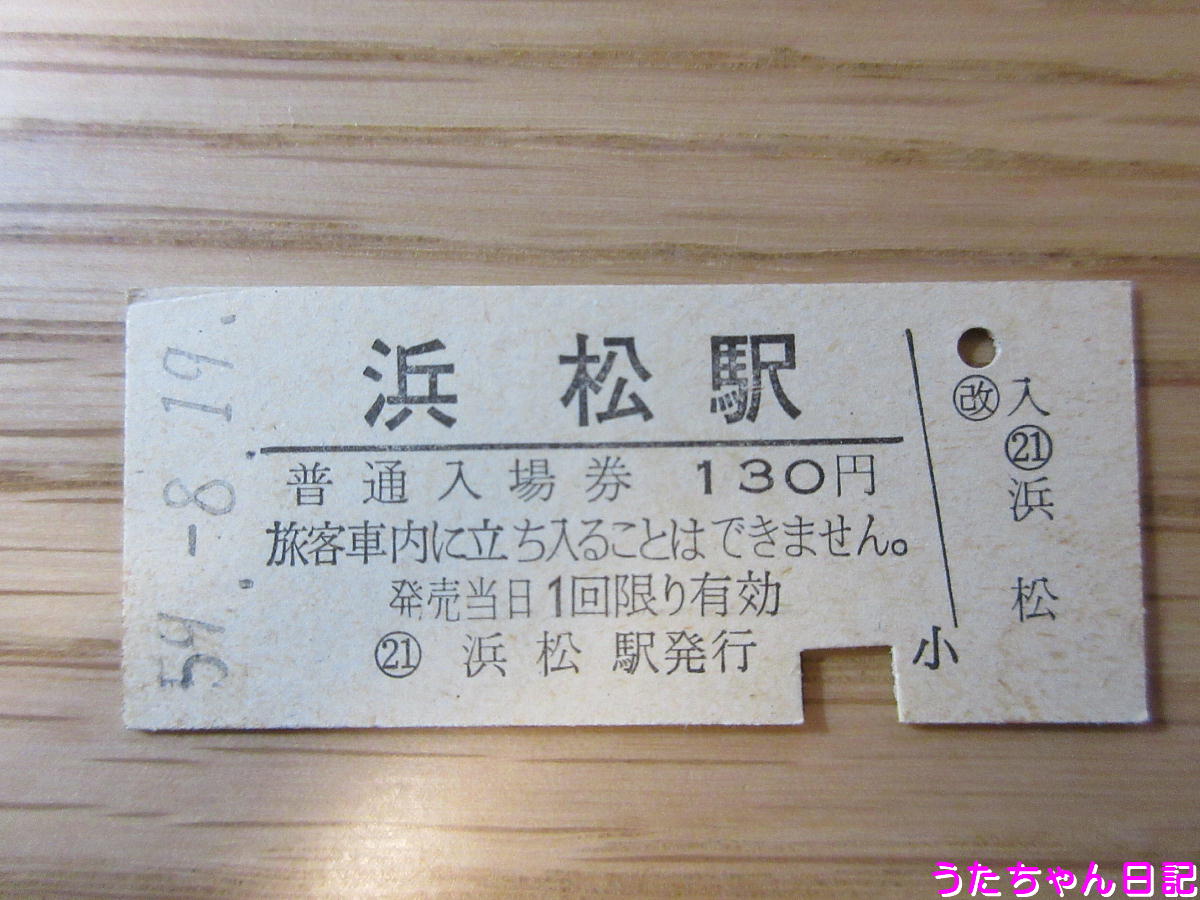 59.-8.19.
浜松駅
普通入場券 130円
旅客車内に立ち入ることはできません。
発売当日1回限り有効
㉑ 浜松駅発行
小
㋿改 入
㉑
浜松
うたちゃん日記